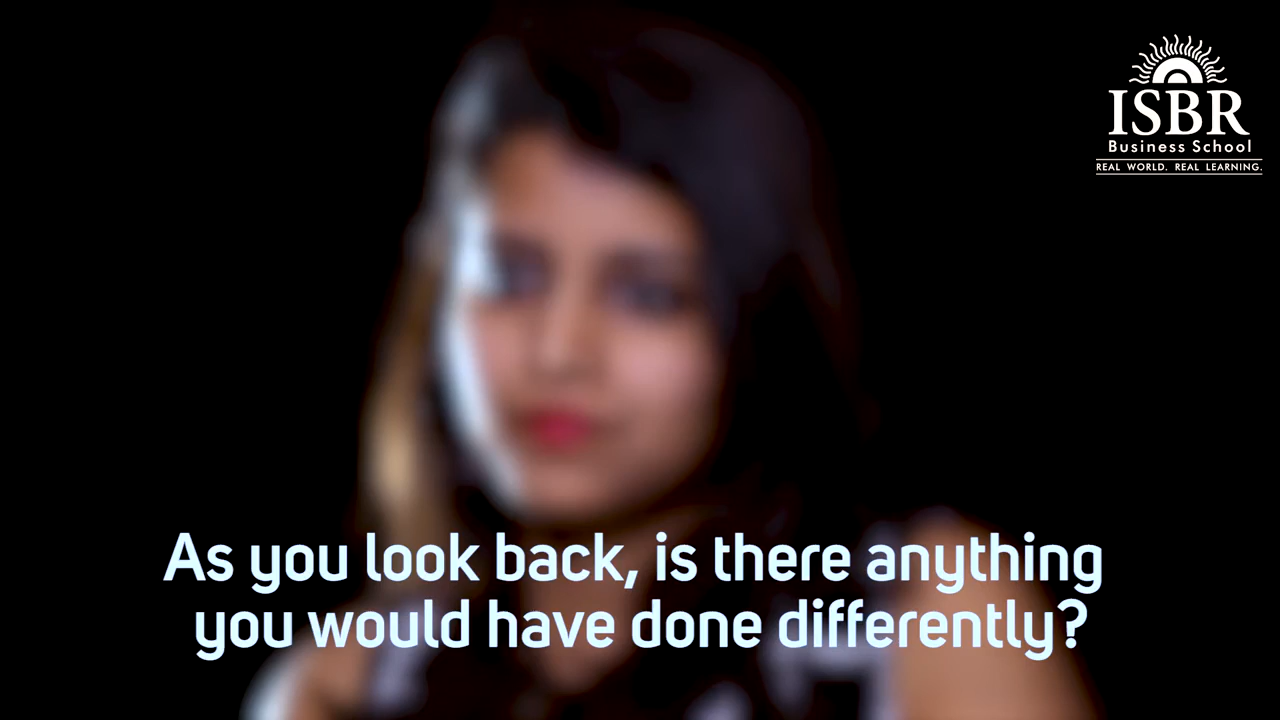 ISBR
Business School
REAL WORLD. REAL LEARNING.
As you look back, is there anything
you would have done differently?